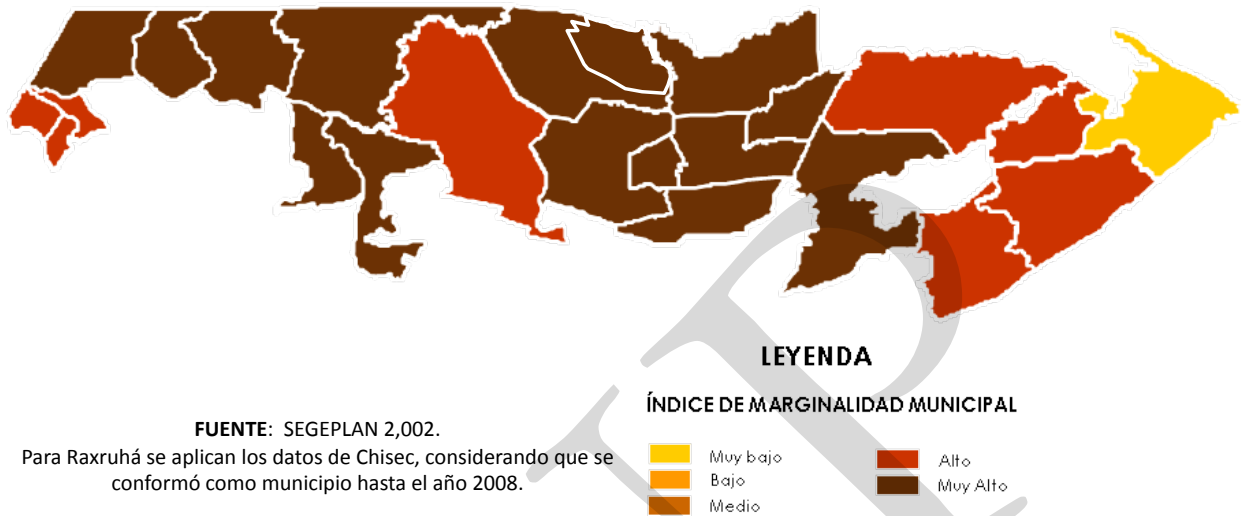 LEYENDA
ÍNDICE DE MARGINALIDAD MUNICIPAL
Muy bajo
Bajo
Medio
Alto
Muy Alto
FUENTE: SEGEPLAN 2,002.
Para Raxruhá se aplican los datos de Chisec, considerando que se
conformó como municipio hasta el año 2008.